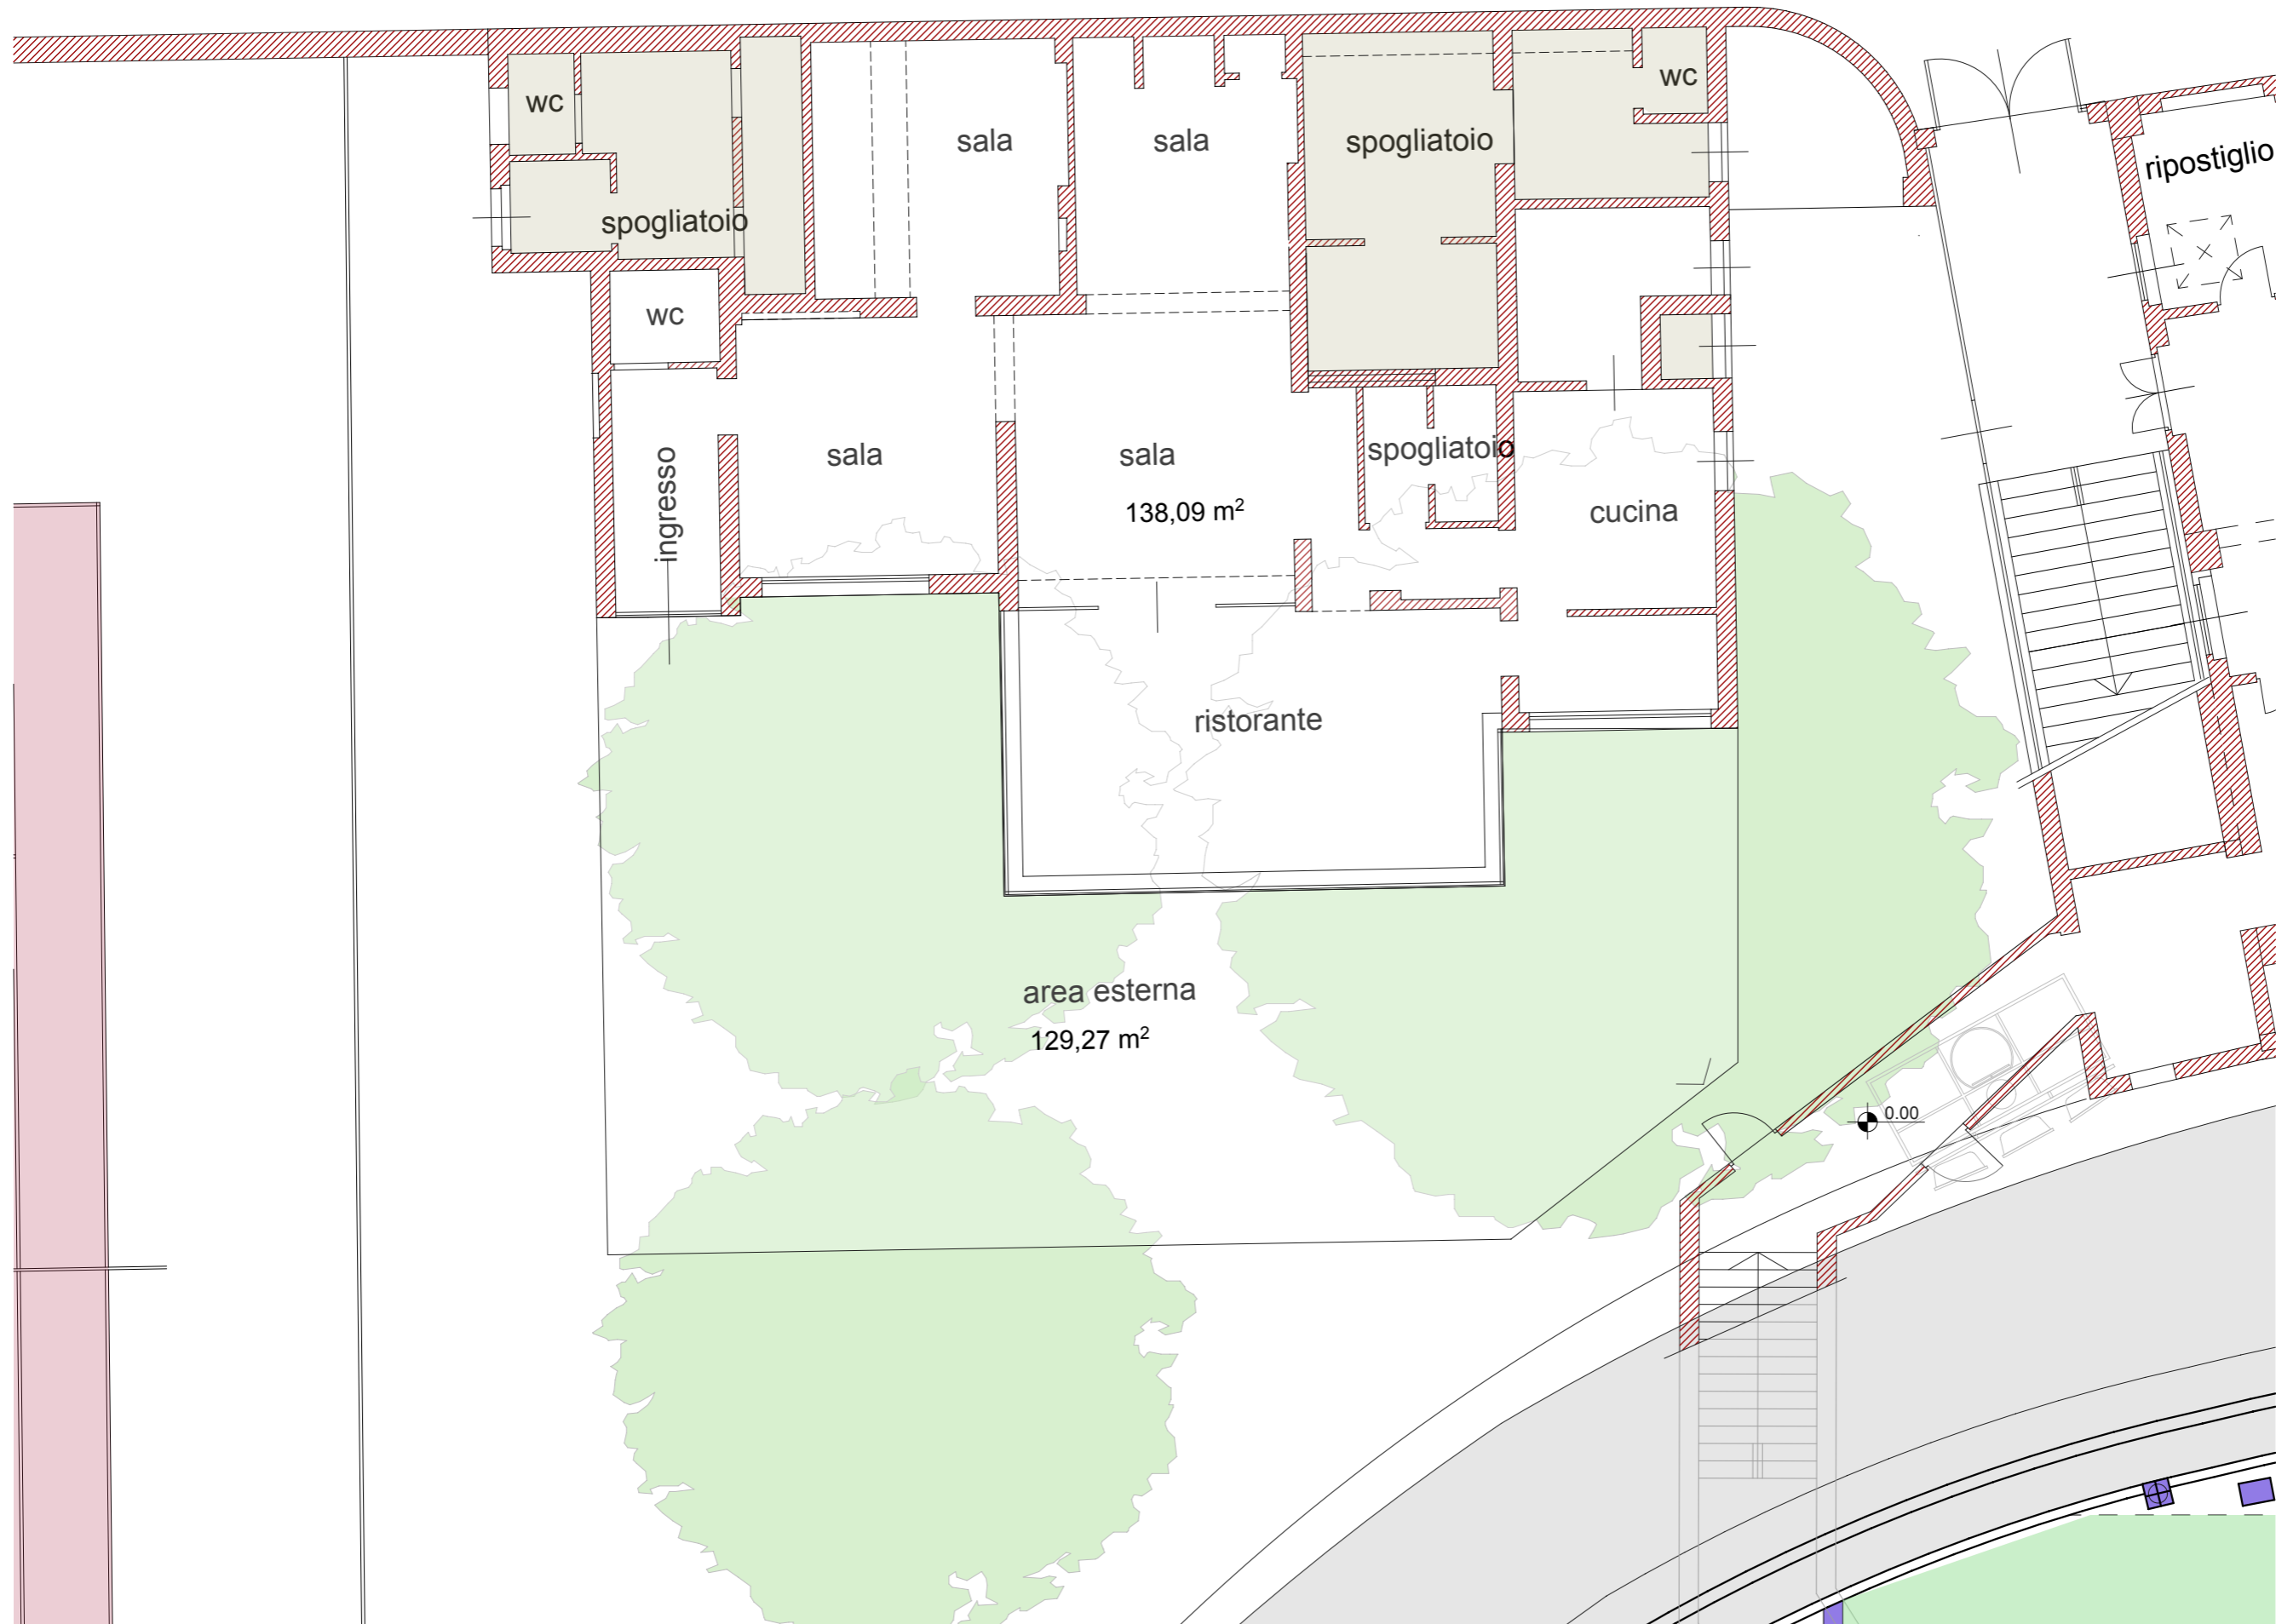 wc
wc
sala
sala
spogliatoio
ripostiglio
spogliatoio
wc
ingresso
sala
sala
spogliatoio
138,09 m²
cucina
ristorante
area esterna
129,27 m²
0.00